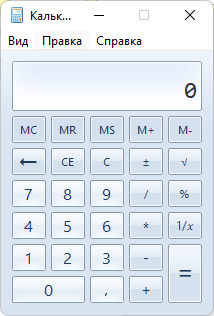 Кальк...
Вид Правка Справка
0
MC MR MS M+ M-
← CE C ± √
7 8 9 / %
4 5 6 * 1/x
1 2 3 - =
0 , +